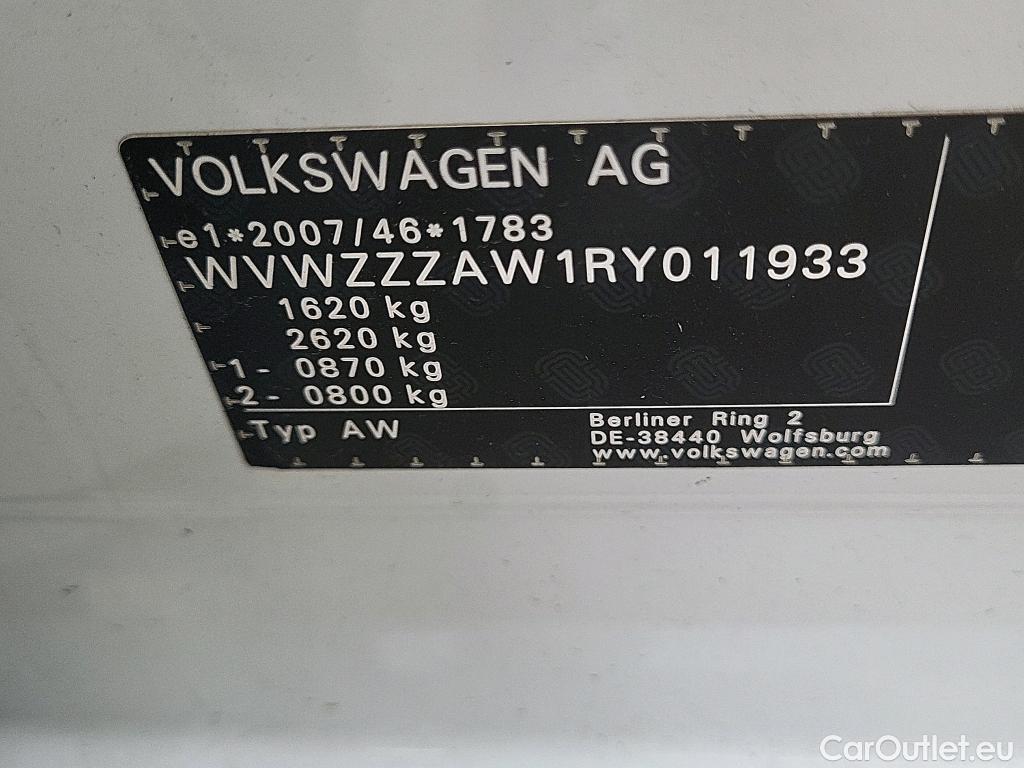 VOLKSWAGEN AG
e1*2007/46*1783
WVWZZZAW1RY011933
1620 kg
2620 kg
1- 0870 kg
2- 0800 kg
Typ AW
Berliner Ring 2
DE-38440 Wolfsburg
www.volkswagen.com
CarOutlet.eu